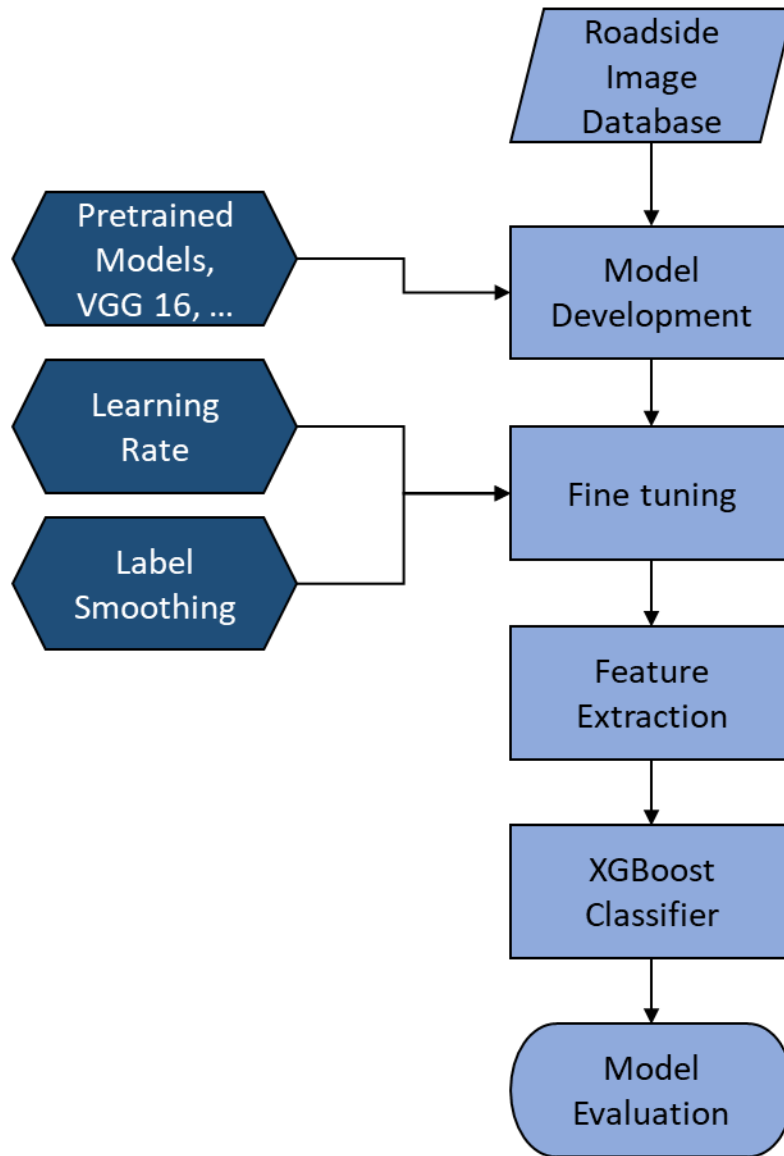 Roadside
Image
Database
Pretrained
Models,
VGG 16, ...
Model
Development
Learning
Rate
Fine tuning
Label
Smoothing
Feature
Extraction
XGBoost
Classifier
Model
Evaluation